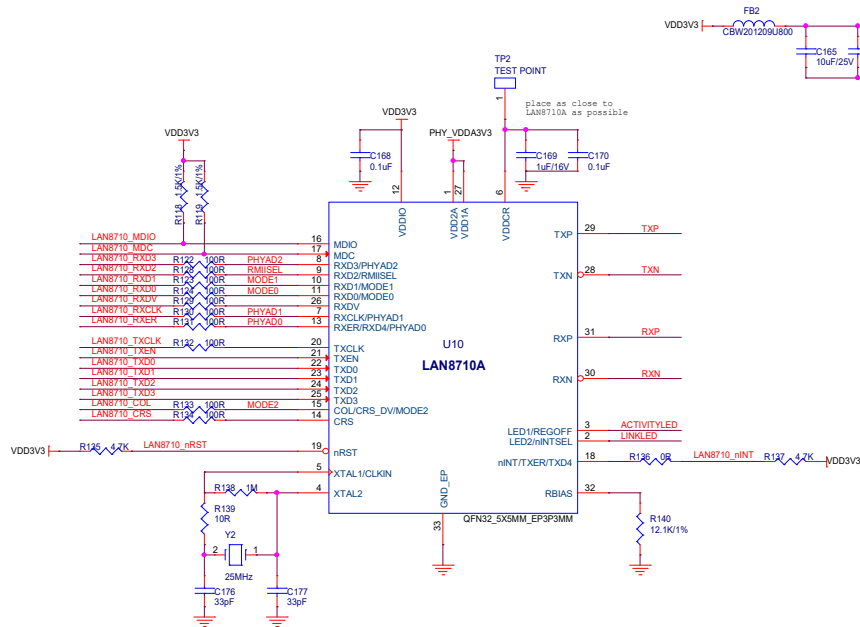 FB2
VDD3V3
CBW201209U800
C165
10uF/25V
TP2
TEST POINT
1
place as close to
LAN8710A as possible
VDD3V3
PHY_VDDA3V3
VDD3V3
C168
0.1uF
C169
1uF/16V
C170
0.1uF
R118 1.5K/1%
R119 1.5K/1%
12
1
27
6
VDDIO
VDD2A
VDD1A
VDDCR
LAN8710_MDIO 16 MDIO
LAN8710_MDC 17 MDC
LAN8710_RXD3 R122 100R PHYAD2 8 RXD3/PHYAD2
LAN8710_RXD2 R128 100R RMIISEL 9 RXD2/RMIISEL
LAN8710_RXD1 R123 100R MODE1 10 RXD1/MODE1
LAN8710_RXD0 R124 100R MODE0 11 RXD0/MODE0
LAN8710_RXDV R129 100R 26 RXDV
LAN8710_RXCLK R130 100R PHYAD1 7 RXCLK/PHYAD1
LAN8710_RXER R131 100R PHYAD0 13 RXER/RXD4/PHYAD0
LAN8710_TXCLK R132 100R 20 TXCLK
LAN8710_TXEN 21 TXEN
LAN8710_TXD0 22 TXD0
LAN8710_TXD1 23 TXD1
LAN8710_TXD2 24 TXD2
LAN8710_TXD3 25 TXD3
LAN8710_COL R133 100R MODE2 15 COL/CRS_DV/MODE2
LAN8710_CRS R134 100R 14 CRS
VDD3V3 R135 4.7K LAN8710_nRST 19 nRST
5 XTAL1/CLKIN
R138 1M 4 XTAL2
U10
LAN8710A
TXP 29 TXP
TXN 28 TXN
RXP 31 RXP
RXN 30 RXN
LED1/REGOFF 3 ACTIVITYLED
LED2/nINTSEL 2 LINKLED
nINT/TXER/TXD4 18 R136 0R LAN8710_nINT R137 4.7K VDD3V3
RBIAS 32
GND_EP
33
QFN32_5X5MM_EP3P3MM
R140
12.1K/1%
R139
10R
Y2
2 1
25MHz
C176
33pF
C177
33pF